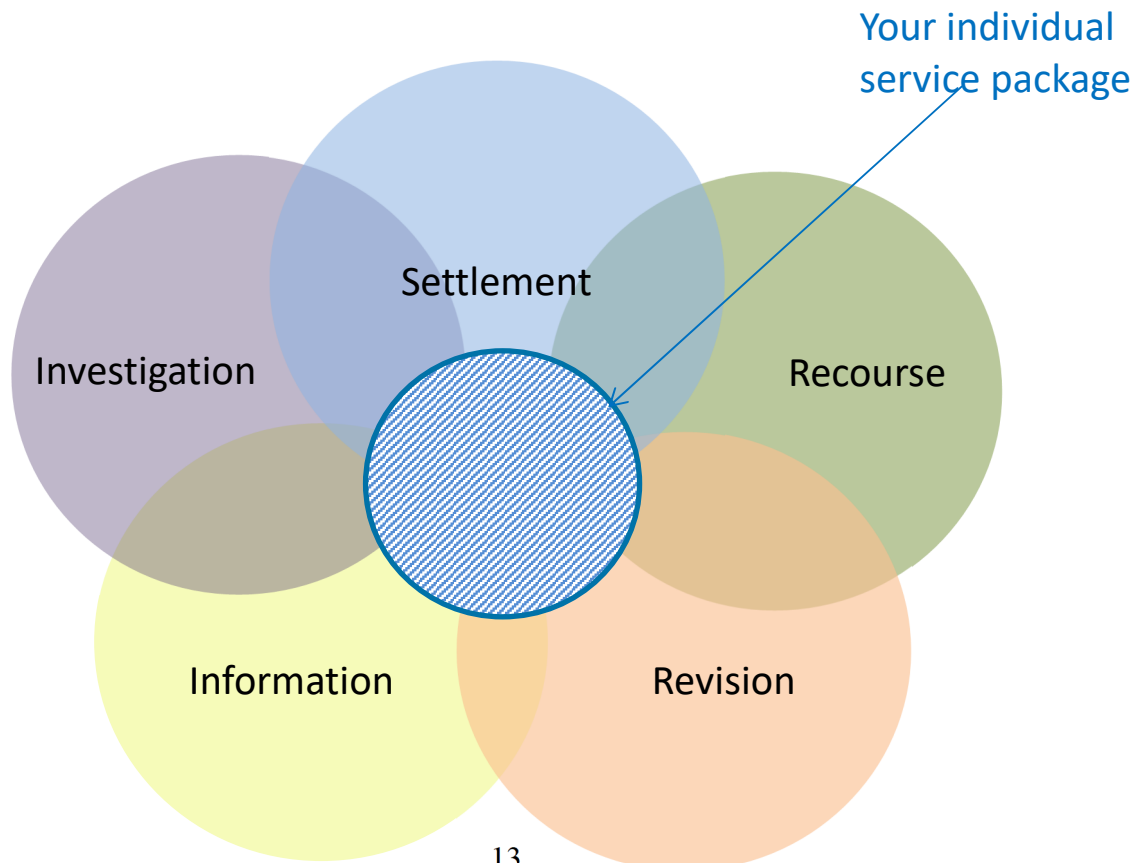 Your individual
service package
Settlement
Investigation
Recourse
Information
Revision
13